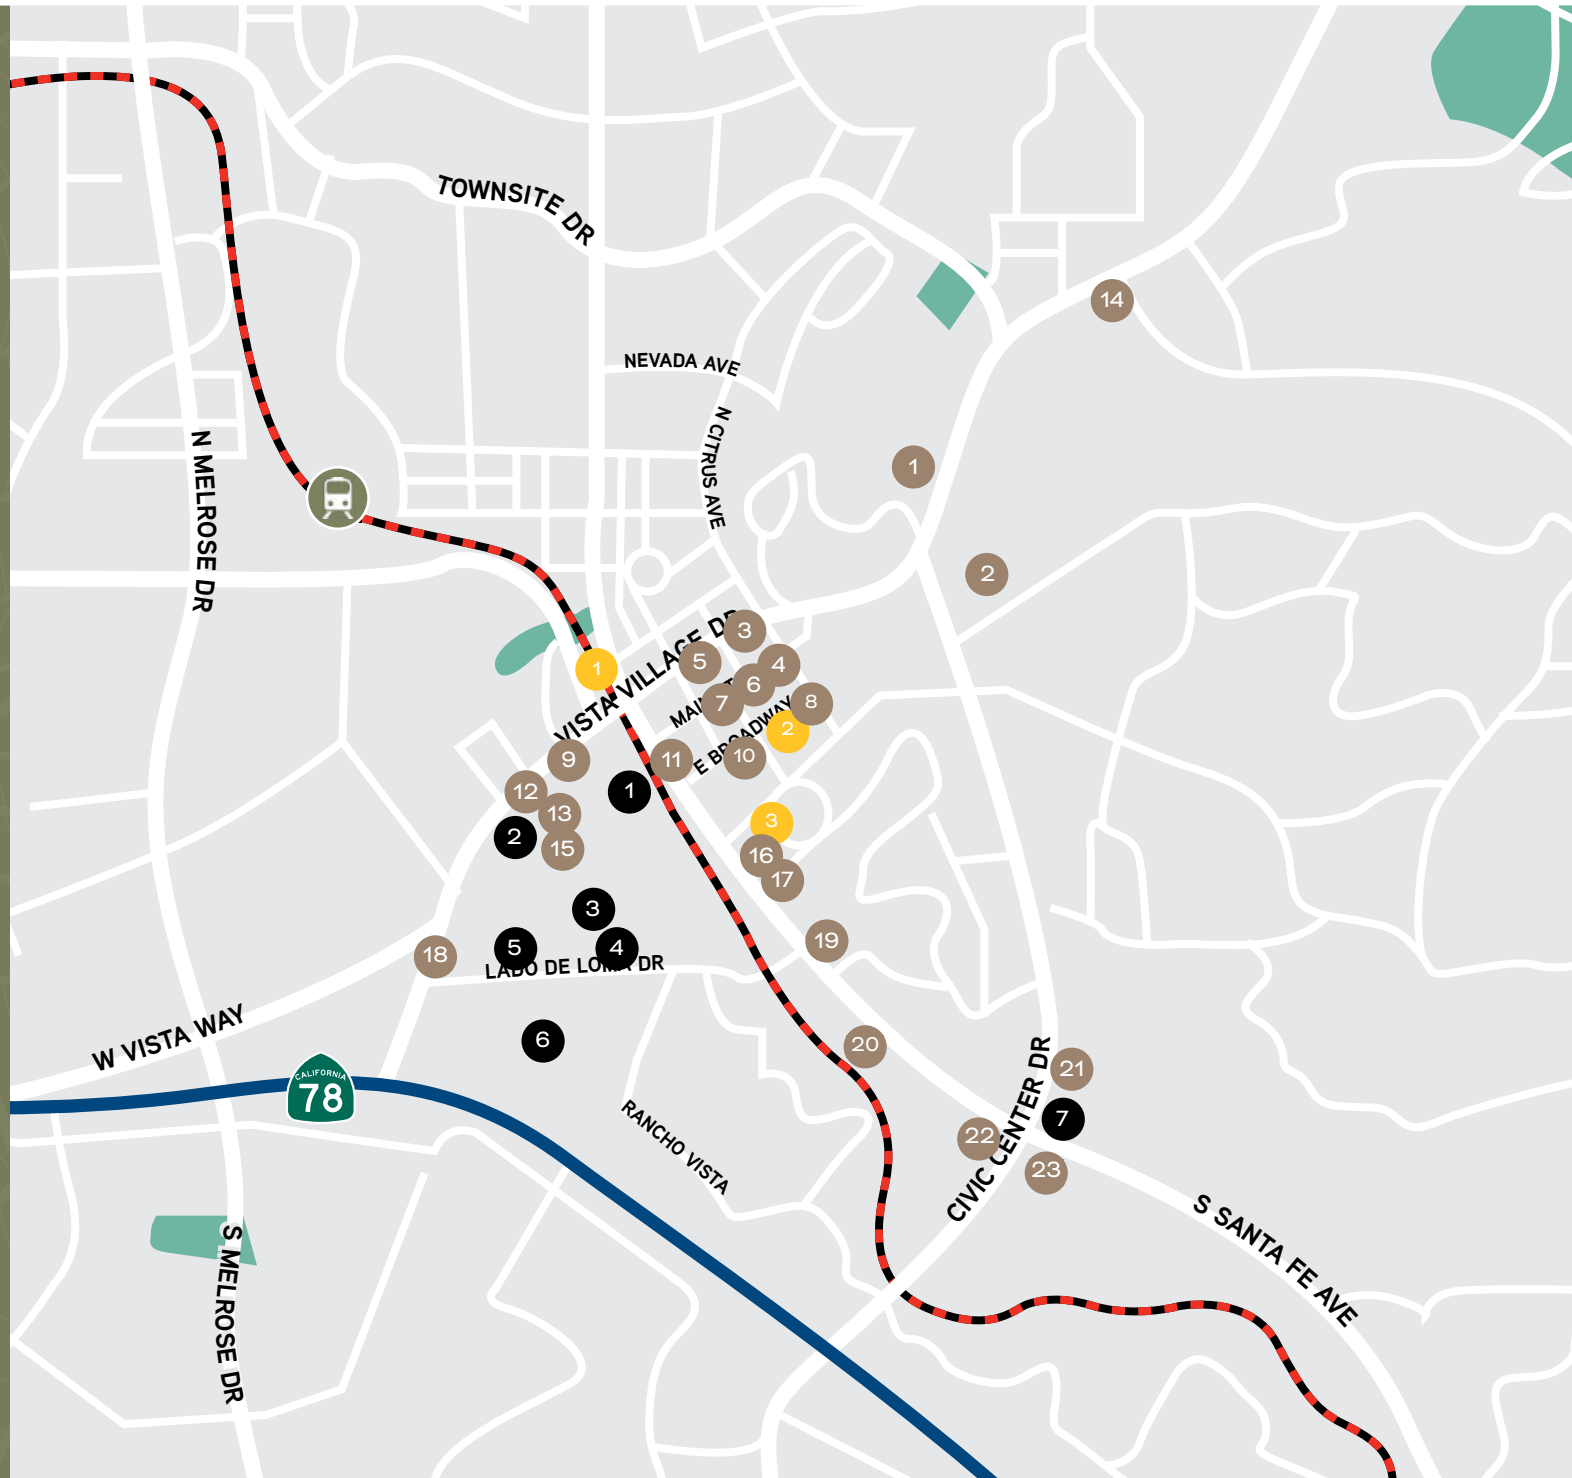 TOWNSITE DR
14
NEVADA AVE
N CITRUS AVE
N MELROSE DR
1
2
VISTA VILLAGE DR
3
1
5
4
6
7
8
2
E BROADWAY
9
11
10
12
1
13
2
3
15
16
17
3
5
4
19
18
LADO DE LOMA DR
W VISTA WAY
6
20
CALIFORNIA
78
CIVIC CENTER DR
21
7
22
23
RANCHO VISTA
S SANTA FE AVE
S MELROSE DR